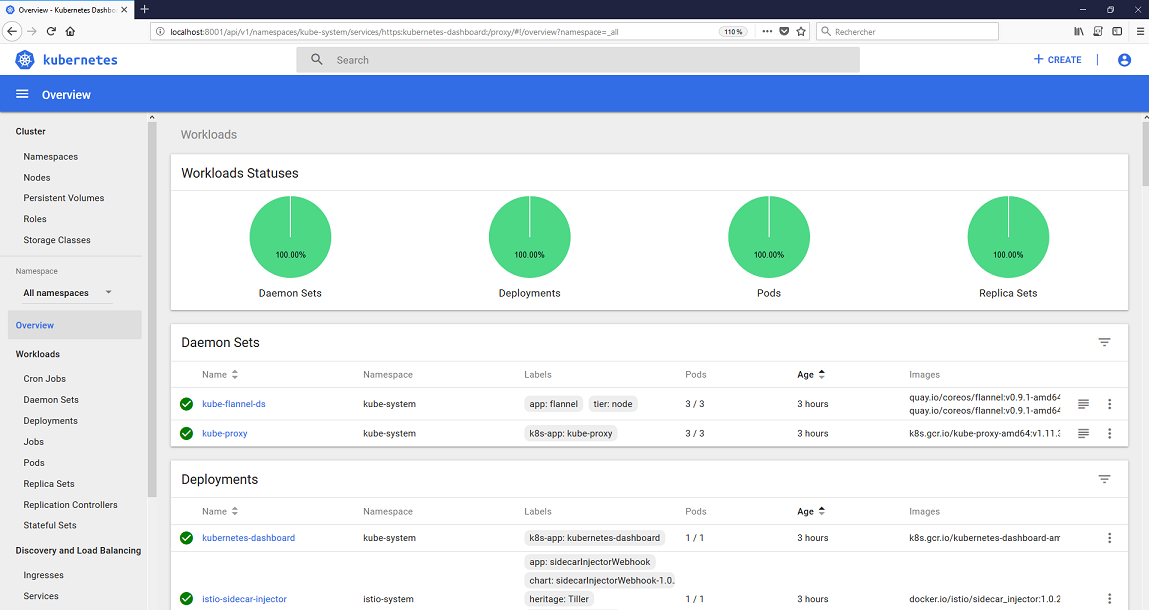 Overview - Kubernetes Dashbo
localhost:8001/api/v1/namespaces/kube-system/services/https:kubernetes-dashboard:/proxy/#!/overview?namespace=_all
110%
Rechercher
kubernetes
Search
+ CREATE
Overview
Cluster
Namespaces
Nodes
Persistent Volumes
Roles
Storage Classes
Namespace
All namespaces
Overview
Workloads
Cron Jobs
Daemon Sets
Deployments
Jobs
Pods
Replica Sets
Replication Controllers
Stateful Sets
Discovery and Load Balancing
Ingresses
Services
Workloads
Workloads Statuses
100.00% 100.00% 100.00% 100.00%
Daemon Sets Deployments Pods Replica Sets
Daemon Sets
Name Namespace Labels Pods Age Images
kube-flannel-ds kube-system app: flannel tier: node 3 / 3 3 hours quay.io/coreos/flannel:v0.9.1-amd64
quay.io/coreos/flannel:v0.9.1-amd64
kube-proxy kube-system k8s-app: kube-proxy 3 / 3 3 hours k8s.gcr.io/kube-proxy-amd64:v1.11.3
Deployments
Name Namespace Labels Pods Age Images
kubernetes-dashboard kube-system k8s-app: kubernetes-dashboard 1 / 1 3 hours k8s.gcr.io/kubernetes-dashboard-am
app: sidecarInjectorWebhook
chart: sidecarInjectorWebhook-1.0.
istio-sidecar-injector istio-system heritage: Tiller 1 / 1 3 hours docker.io/istio/sidecar_injector:1.0.2